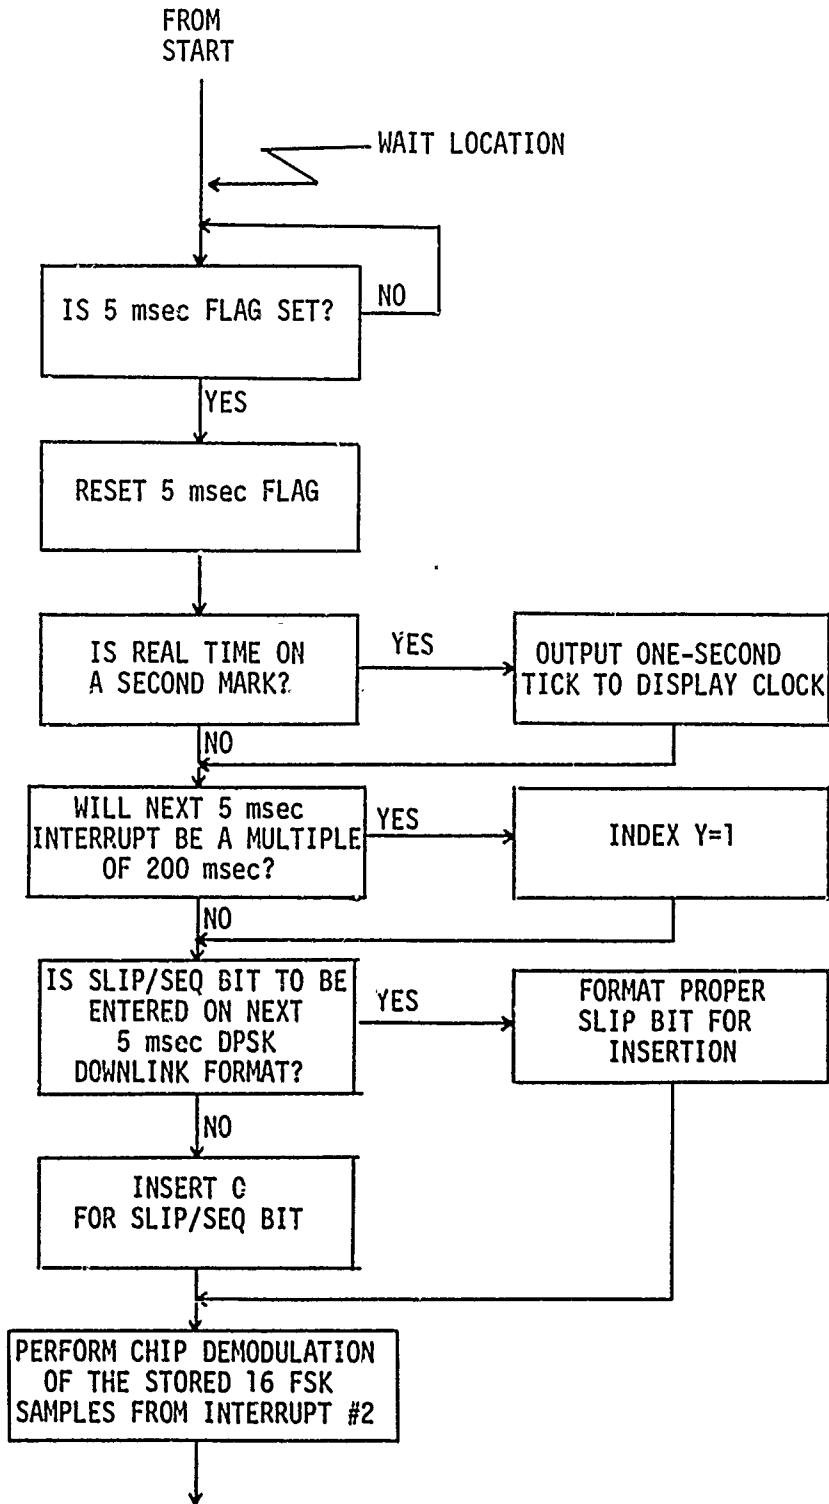 FROM
START
WAIT LOCATION
IS 5 msec FLAG SET?
NO
YES
RESET 5 msec FLAG
IS REAL TIME ON
A SECOND MARK?
YES
OUTPUT ONE-SECOND
TICK TO DISPLAY CLOCK
NO
WILL NEXT 5 msec
INTERRUPT BE A MULTIPLE
OF 200 msec?
YES
INDEX Y=1
NO
IS SLIP/SEQ BIT TO BE
ENTERED ON NEXT
5 msec DPSK
DOWNLINK FORMAT?
YES
FORMAT PROPER
SLIP BIT FOR
INSERTION
NO
INSERT 0
FOR SLIP/SEQ BIT
PERFORM CHIP DEMODULATION
OF THE STORED 16 FSK
SAMPLES FROM INTERRUPT #2